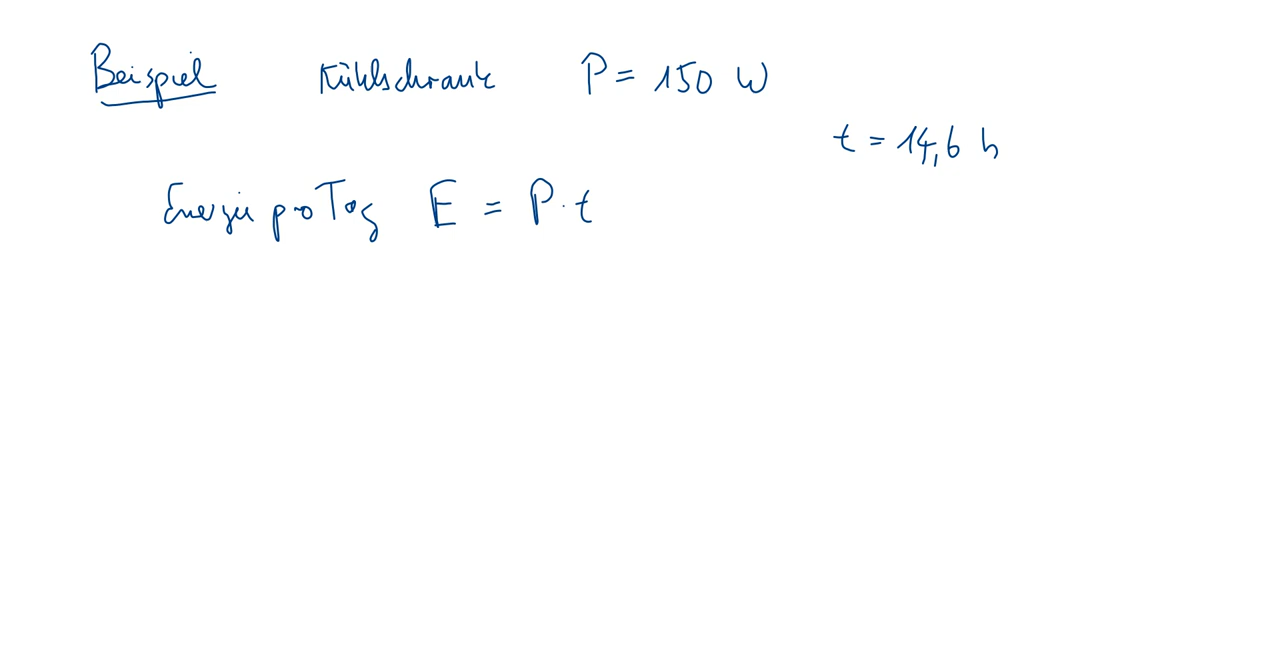 Beispiel Kühlschrank P = 150 W
t = 14,6 h
Energie pro Tag E = P · t